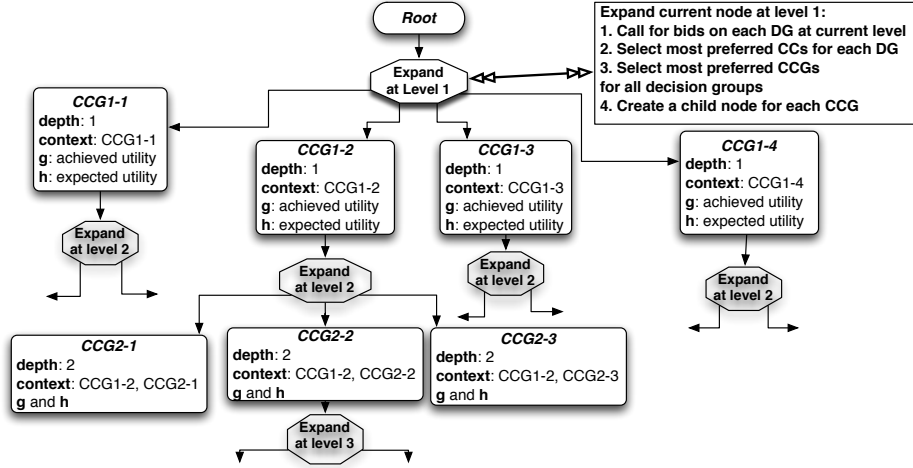 Root
Expand
at Level 1
Expand current node at level 1:
1. Call for bids on each DG at current level
2. Select most preferred CCs for each DG
3. Select most preferred CCGs
for all decision groups
4. Create a child node for each CCG
CCG1-1
depth: 1
context: CCG1-1
g: achieved utility
h: expected utility
CCG1-2
depth: 1
context: CCG1-2
g: achieved utility
h: expected utility
CCG1-3
depth: 1
context: CCG1-3
g: achieved utility
h: expected utility
CCG1-4
depth: 1
context: CCG1-4
g: achieved utility
h: expected utility
Expand
at level 2
Expand
at level 2
Expand
at level 2
Expand
at level 2
CCG2-1
depth: 2
context: CCG1-2, CCG2-1
g and h
CCG2-2
depth: 2
context: CCG1-2, CCG2-2
g and h
CCG2-3
depth: 2
context: CCG1-2, CCG2-3
g and h
Expand
at level 3